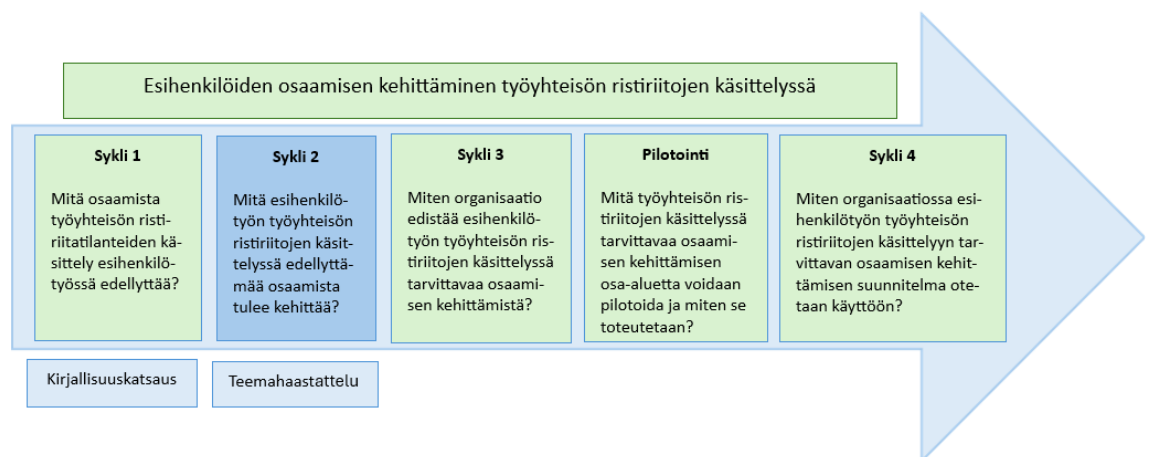 Esihenkilöiden osaamisen kehittäminen työyhteisön ristiriitojen käsittelyssä
Sykli 1
Mitä osaamista
työyhteisön risti-
riitatilanteiden kä-
sittely esihenkilö-
työssä edellyttää?
Sykli 2
Mitä esihenkilö-
työn työyhteisön
ristiriitojen käsit-
telyssä edellyttä-
mää osaamista
tulee kehittää?
Sykli 3
Miten organisaatio
edistää esihenkilö-
työn työyhteisön ris-
tiriitojen käsittelyssä
tarvittavaa osaami-
sen kehittämistä?
Pilotointi
Mitä työyhteisön ris-
tiriitojen käsittelyssä
tarvittavaa osaami-
sen kehittämisen
osa-aluetta voidaan
pilotoida ja miten se
toteutetaan?
Sykli 4
Miten organisaatiossa esi-
henkilötyön työyhteisön
ristiriitojen käsittelyyn tar-
vittavan osaamisen kehit-
tämisen suunnitelma ote-
taan käyttöön?
Kirjallisuuskatsaus
Teemahaastattelu